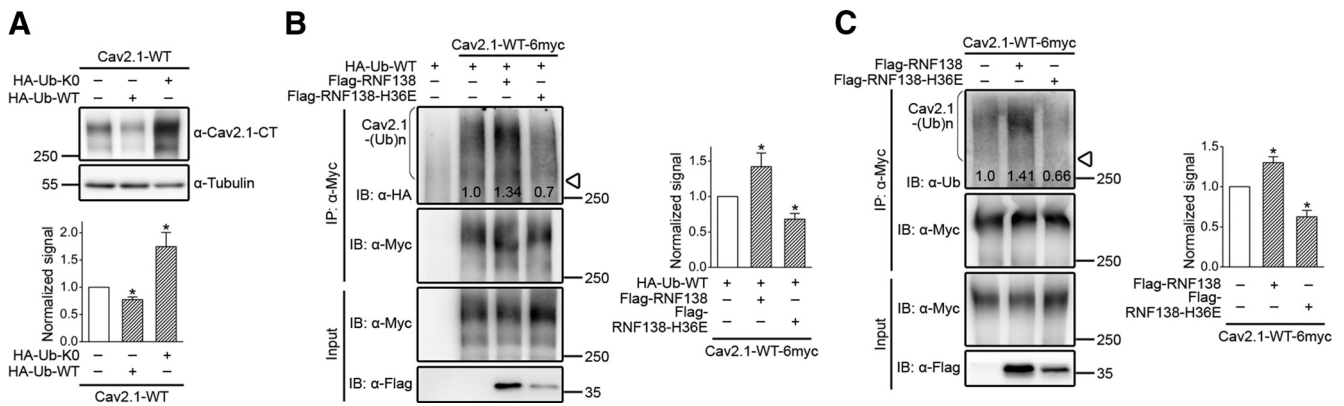 A
Cav2.1-WT
HA-Ub-K0 – – +
HA-Ub-WT – + –
α-Cav2.1-CT
250
55
α-Tubulin
Normalized signal
2.0
1.5
1.0
0.5
0.0
*
*
HA-Ub-K0 – – +
HA-Ub-WT – + –
Cav2.1-WT
B
Cav2.1-WT-6myc
HA-Ub-WT + + + +
Flag-RNF138 – – + –
Flag-RNF138-H36E – – – +
IP: α-Myc
Cav2.1
-(Ub)n
IB: α-HA
1.0 1.34 0.7
250
IB: α-Myc
250
Input
IB: α-Myc
250
IB: α-Flag
35
Normalized signal
1.5
1.0
0.5
0.0
*
*
HA-Ub-WT + + +
Flag-RNF138 – + –
Flag-
RNF138-H36E – – +
Cav2.1-WT-6myc
C
Cav2.1-WT-6myc
Flag-RNF138 – + –
Flag-RNF138-H36E – – +
IP: α-Myc
Cav2.1
-(Ub)n
IB: α-Ub
1.0 1.41 0.66
250
IB: α-Myc
250
Input
IB: α-Myc
250
IB: α-Flag
35
Normalized signal
1.5
1.0
0.5
0.0
*
*
Flag-RNF138 – + –
Flag-
RNF138-H36E – – +
Cav2.1-WT-6myc